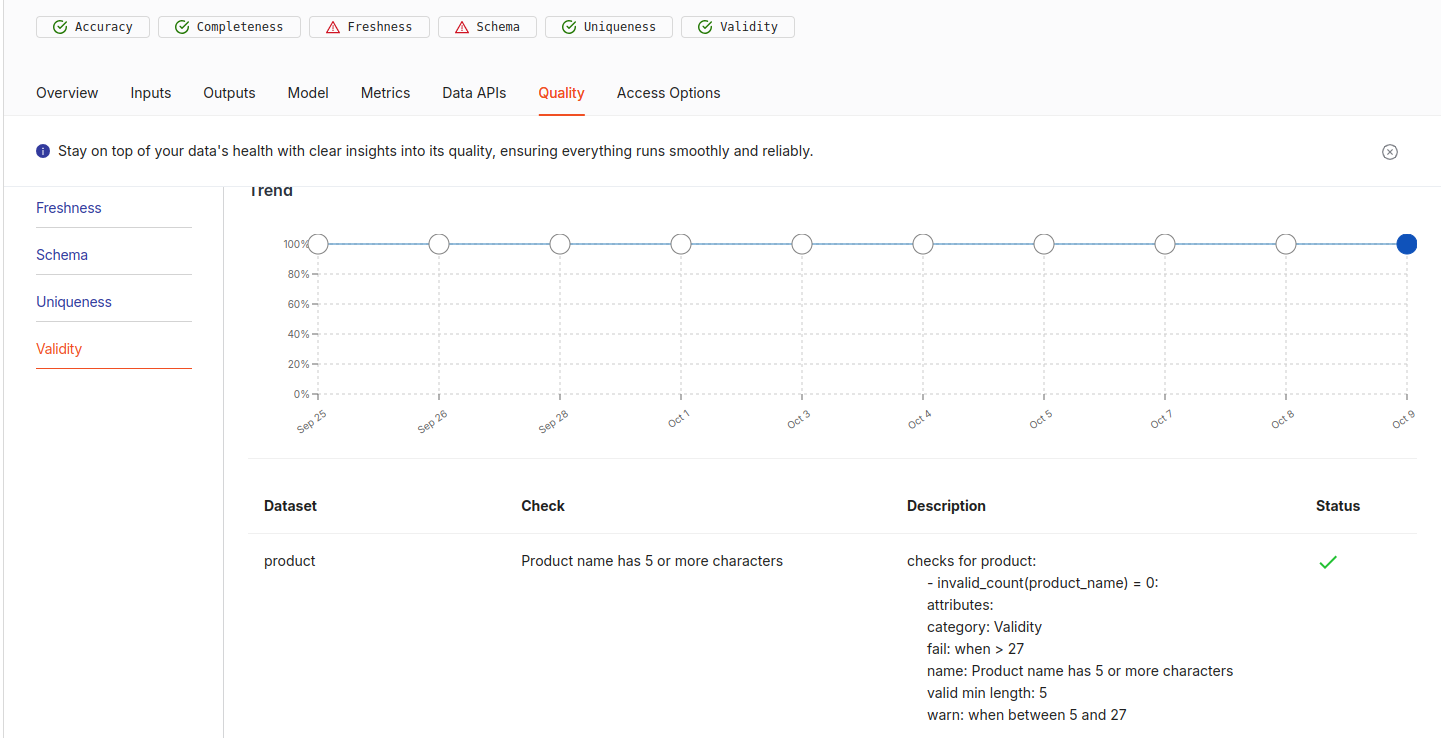 Accuracy Completeness Freshness Schema Uniqueness Validity
Overview Inputs Outputs Model Metrics Data APIs Quality Access Options
Stay on top of your data's health with clear insights into its quality, ensuring everything runs smoothly and reliably.
Freshness
Schema
Uniqueness
Validity
Trend
100%
80%
60%
40%
20%
0%
Sep 25 Sep 26 Sep 28 Oct 1 Oct 3 Oct 4 Oct 5 Oct 7 Oct 8 Oct 9
Dataset Check Description Status
product Product name has 5 or more characters checks for product:
- invalid_count(product_name) = 0:
attributes:
category: Validity
fail: when > 27
name: Product name has 5 or more characters
valid min length: 5
warn: when between 5 and 27